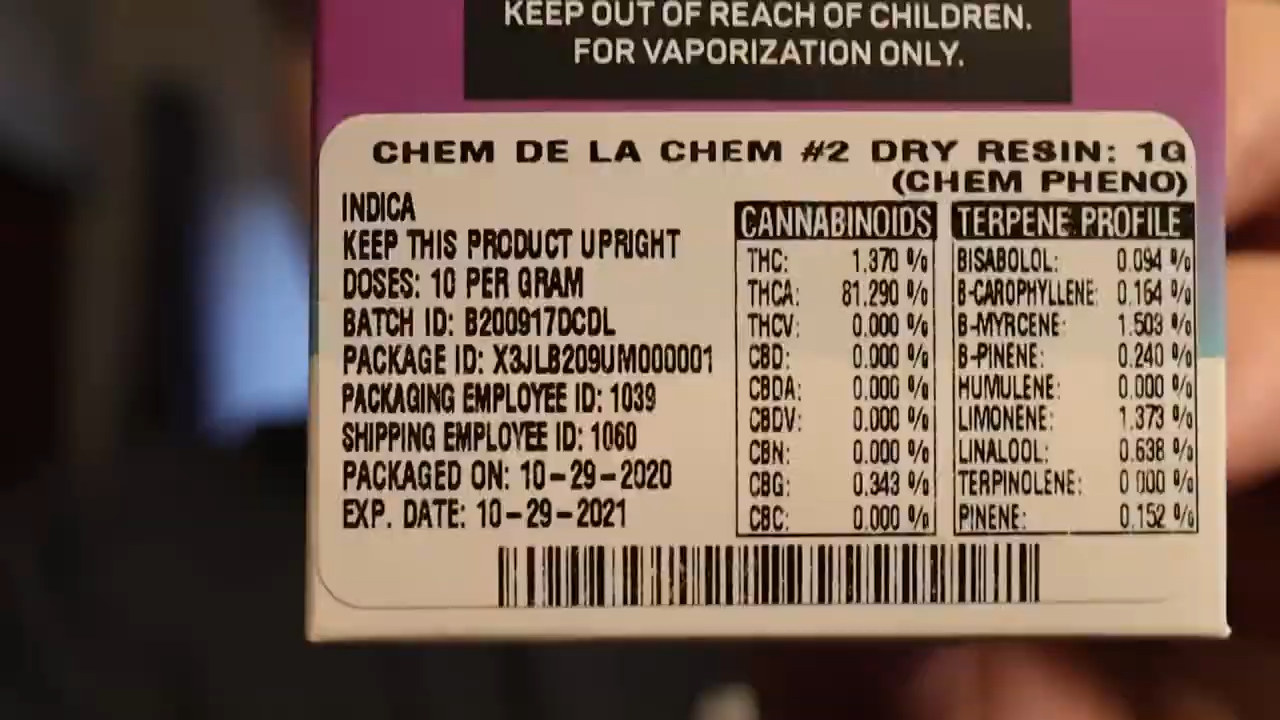 KEEP OUT OF REACH OF CHILDREN.
FOR VAPORIZATION ONLY.
CHEM DE LA CHEM #2 DRY RESIN: 1G
(CHEM PHENO)
INDICA
KEEP THIS PRODUCT UPRIGHT
DOSES: 10 PER GRAM
BATCH ID: B200917DCDL
PACKAGE ID: X3JLB209UM000001
PACKAGING EMPLOYEE ID: 1039
SHIPPING EMPLOYEE ID: 1060
PACKAGED ON: 10-29-2020
EXP. DATE: 10-29-2021
CANNABINOIDS
THC: 1.370 %
THCA: 81.290 %
THCV: 0.000 %
CBD: 0.000 %
CBDA: 0.000 %
CBDV: 0.000 %
CBN: 0.000 %
CBG: 0.343 %
CBC: 0.000 %
TERPENE PROFILE
BISABOLOL: 0.094 %
B-CAROPHYLLENE: 0.164 %
B-MYRCENE: 1.503 %
B-PINENE: 0.240 %
HUMULENE: 0.000 %
LIMONENE: 1.373 %
LINALOOL: 0.638 %
TERPINOLENE: 0 000 %
PINENE: 0.152 %